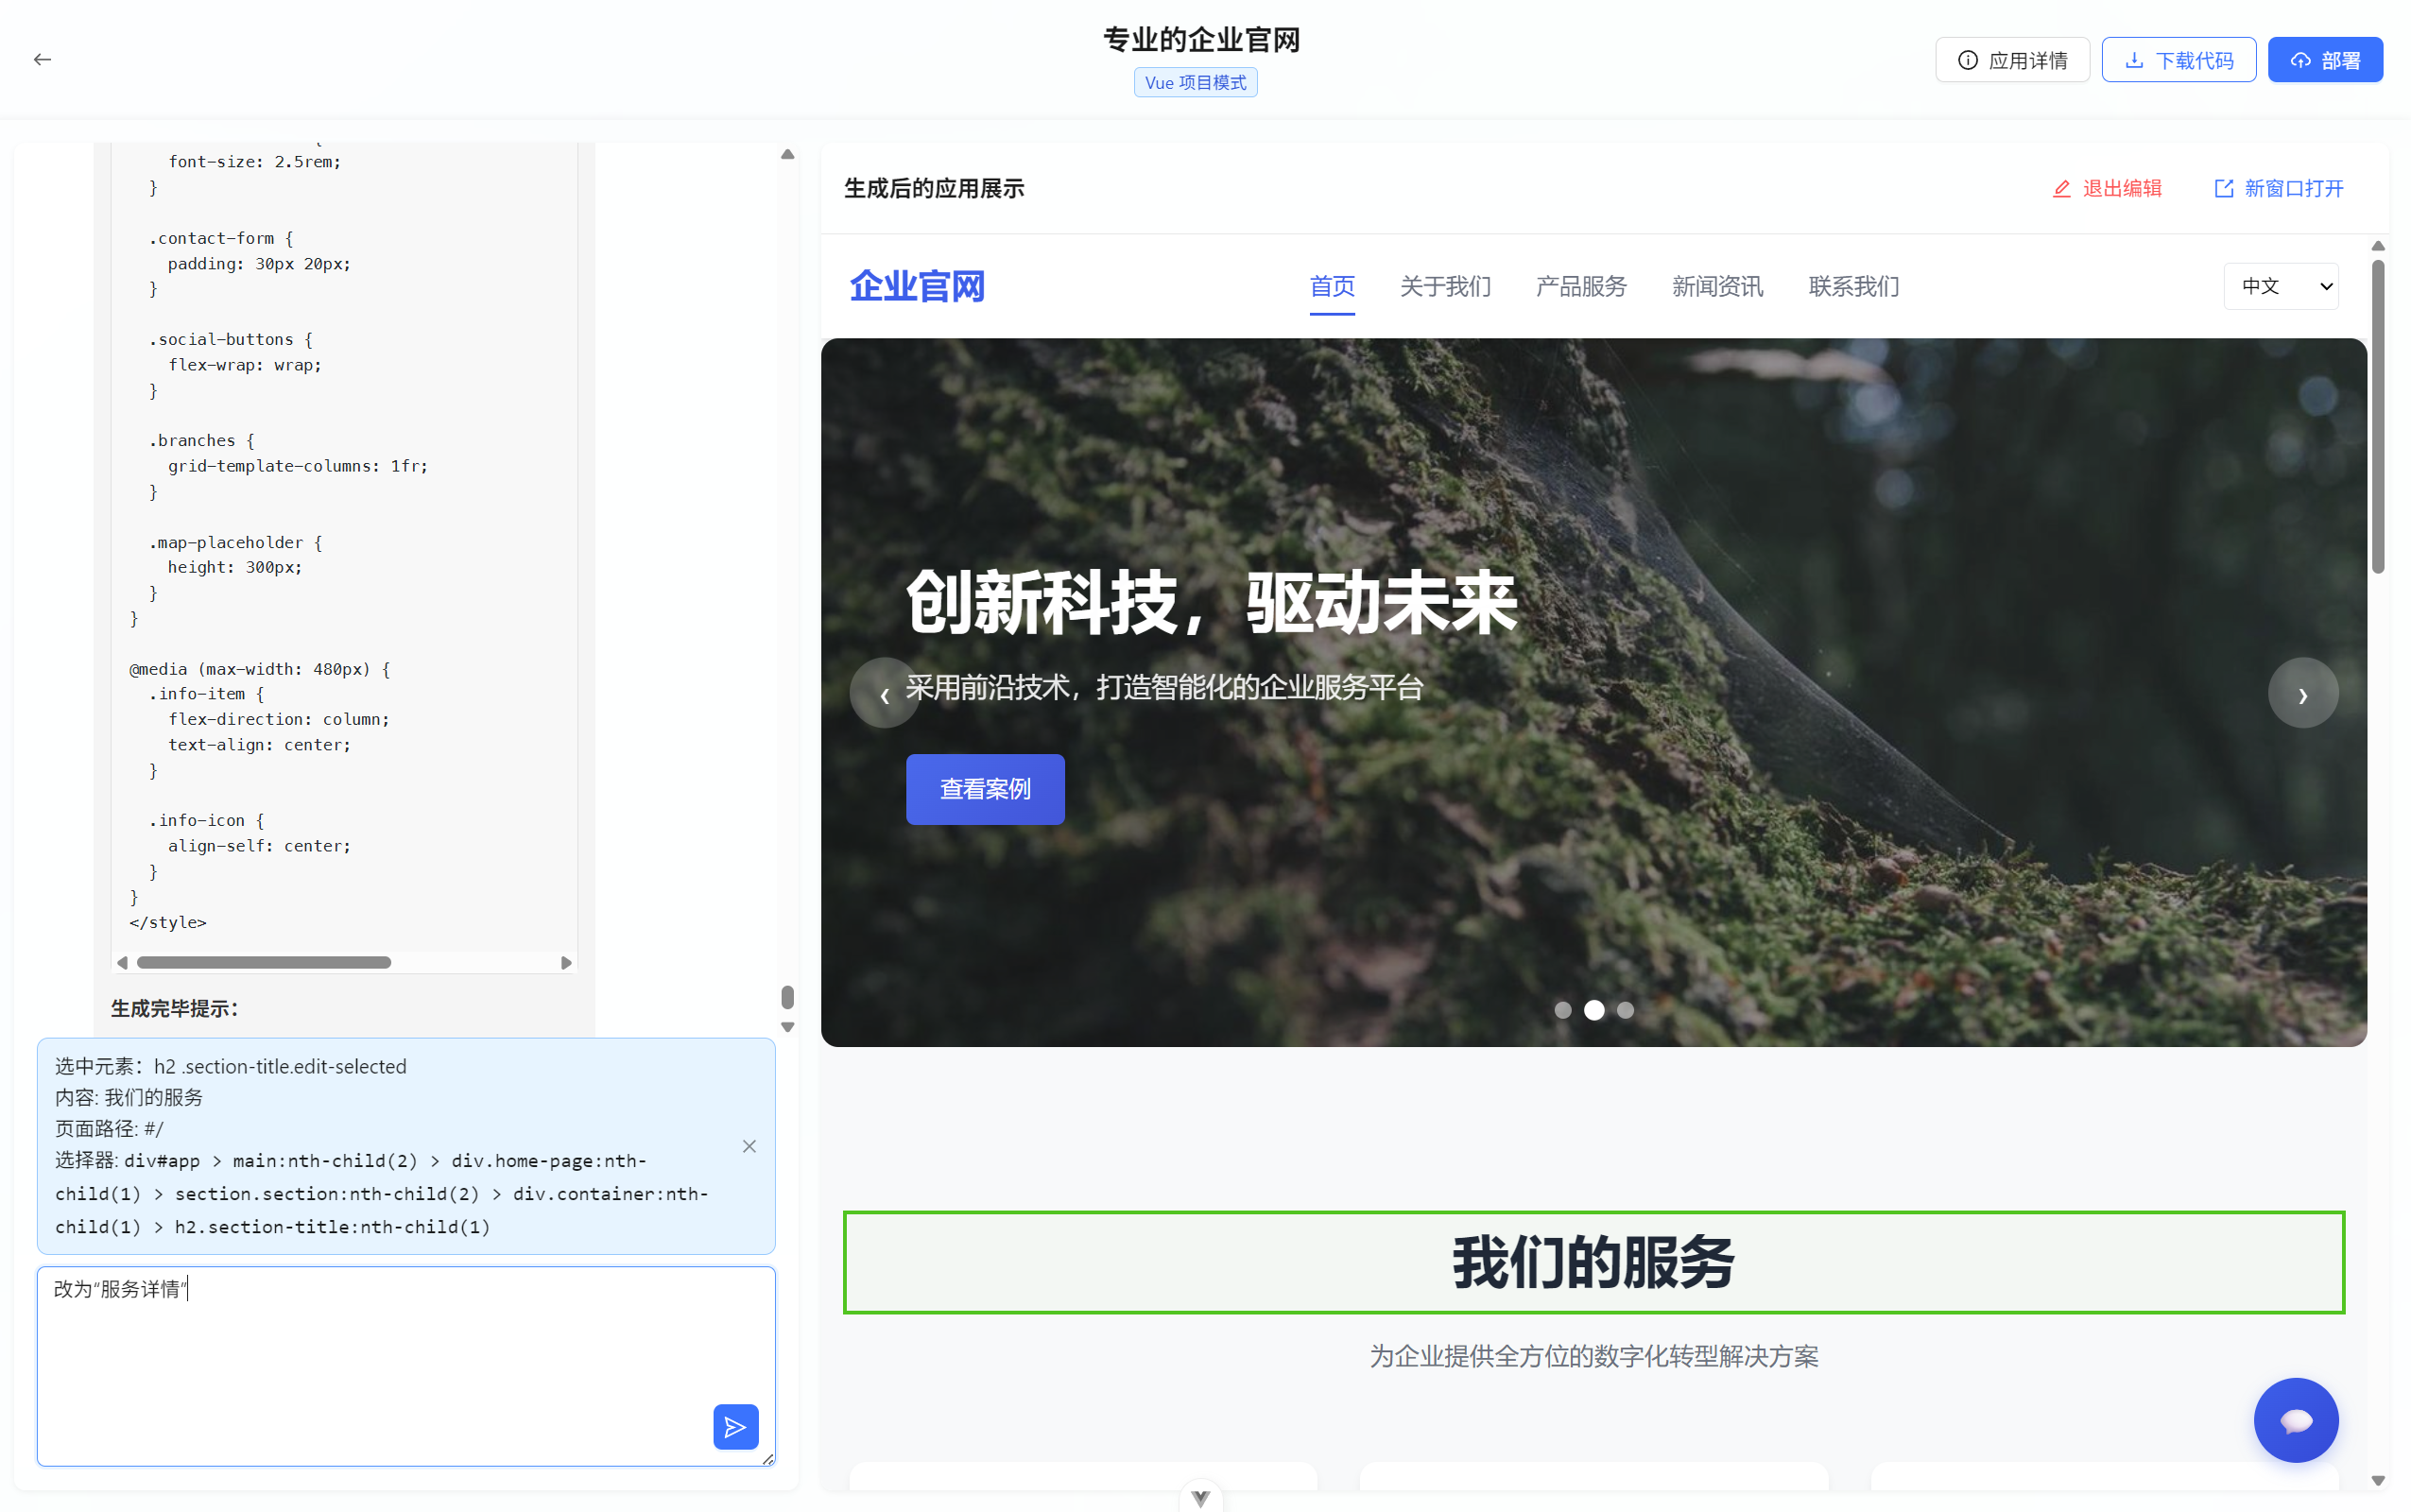 专业的企业官网
Vue 项目模式
应用详情
下载代码
部署
font-size: 2.5rem;
}
.contact-form {
padding: 30px 20px;
}
.social-buttons {
flex-wrap: wrap;
}
.branches {
grid-template-columns: 1fr;
}
.map-placeholder {
height: 300px;
}
}
@media (max-width: 480px) {
.info-item {
flex-direction: column;
text-align: center;
}
.info-icon {
align-self: center;
}
}
</style>
生成完毕提示：
选中元素：h2 .section-title.edit-selected
内容: 我们的服务
页面路径: #/
选择器: div#app > main:nth-child(2) > div.home-page:nth-
child(1) > section.section:nth-child(2) > div.container:nth-
child(1) > h2.section-title:nth-child(1)
改为“服务详情”
生成后的应用展示
退出编辑
新窗口打开
企业官网
首页
关于我们
产品服务
新闻资讯
联系我们
中文
创新科技，驱动未来
采用前沿技术，打造智能化的企业服务平台
查看案例
我们的服务
为企业提供全方位的数字化转型解决方案